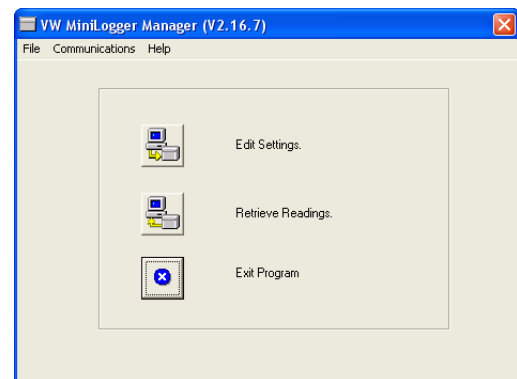 VW MiniLogger Manager (V2.16.7)
File Communications Help
Edit Settings.
Retrieve Readings.
Exit Program